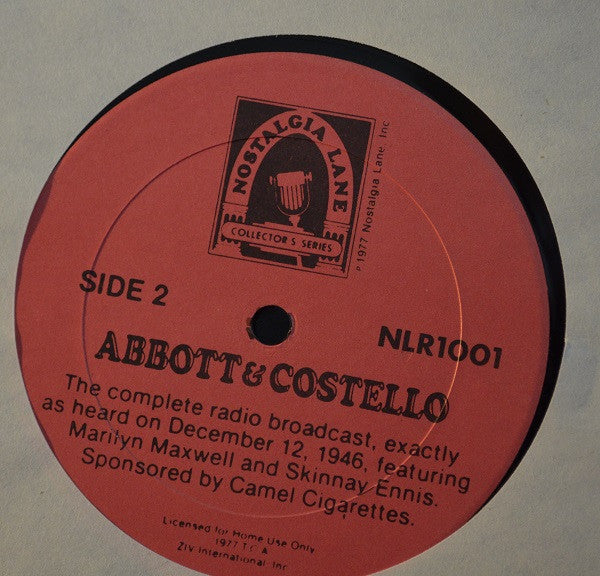 NOSTALGIA LANE
COLLECTOR'S SERIES
℗ 1977 Nostalgia Lane, Inc.
SIDE 2
NLR1001
ABBOTT & COSTELLO
The complete radio broadcast, exactly
as heard on December 12, 1946, featuring
Marilyn Maxwell and Skinnay Ennis.
Sponsored by Camel Cigarettes.
Licensed for Home Use Only
1977 &
Ziv International, Inc.